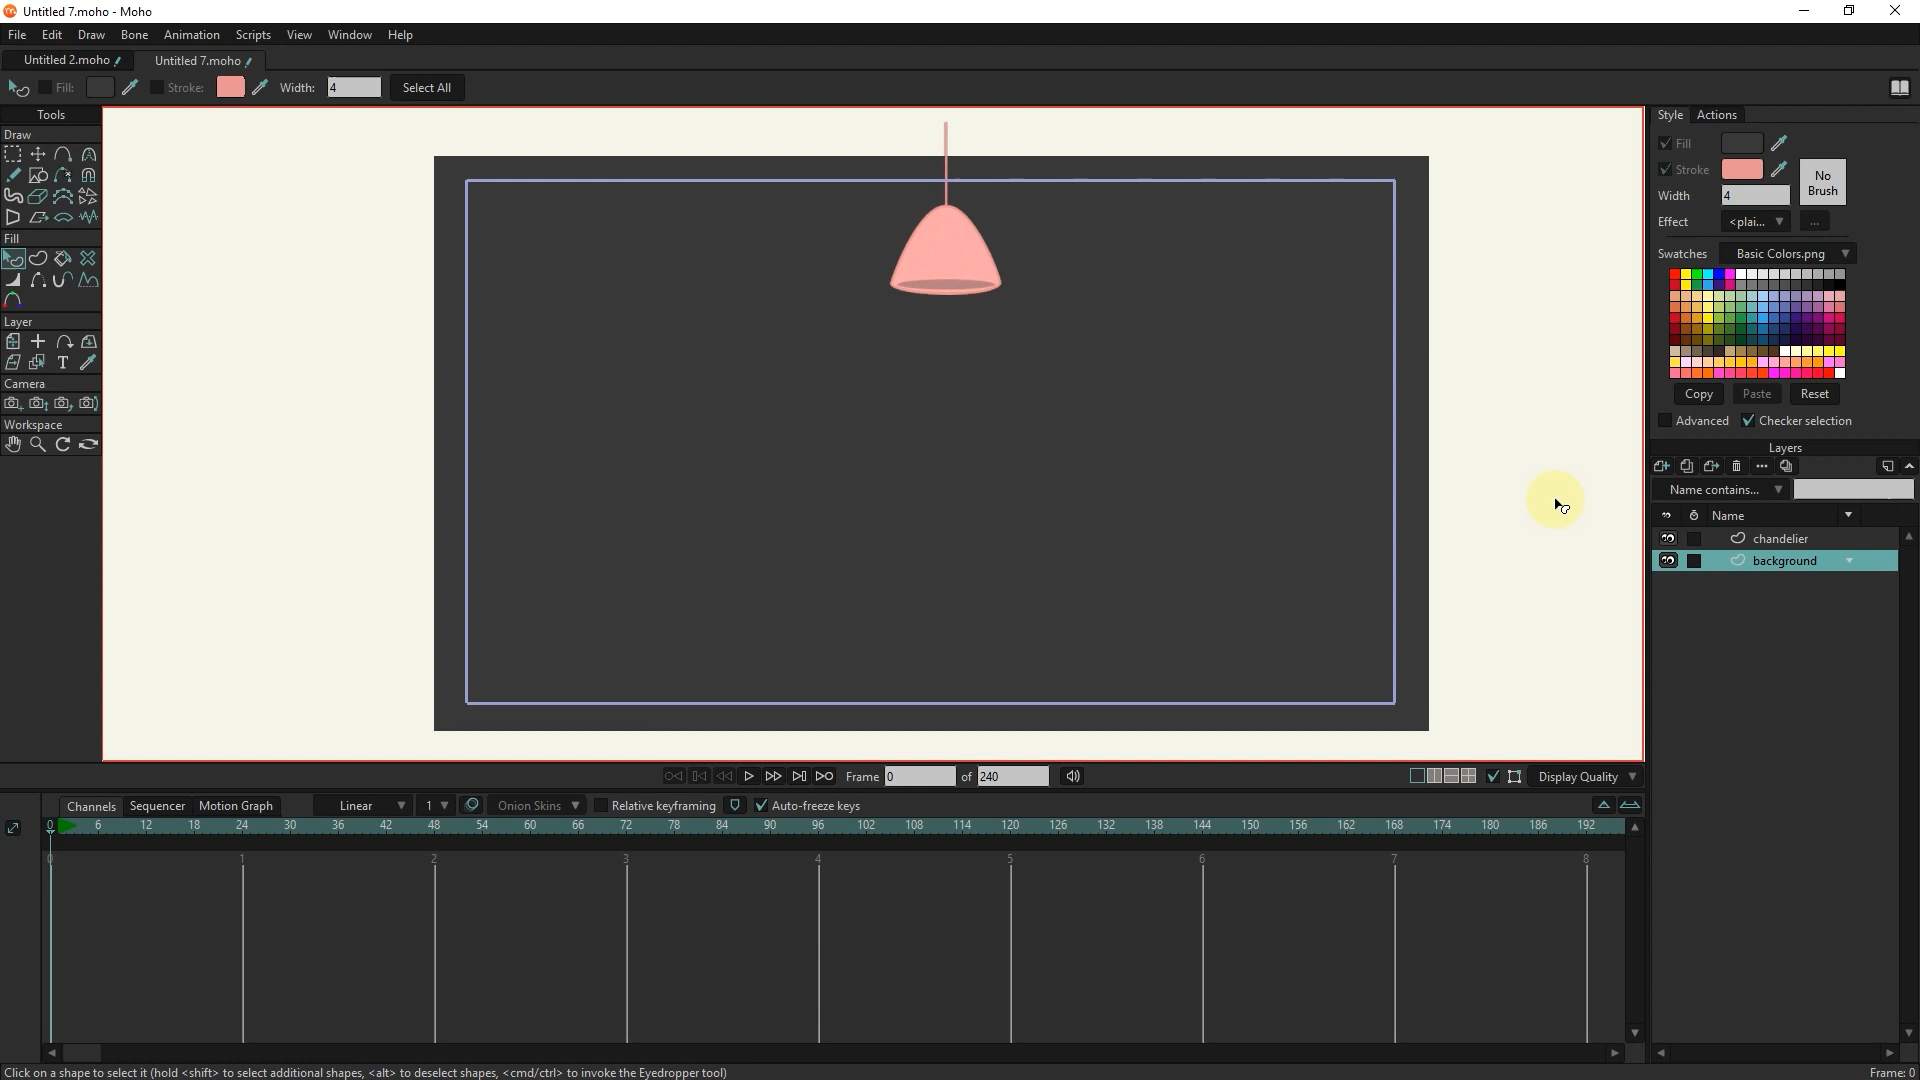 Untitled 7.moho - Moho
File Edit Draw Bone Animation Scripts View Window Help
Untitled 2.moho Untitled 7.moho
Fill: Stroke: Width: 4 Select All
Tools
Draw
Fill
Layer
Camera
Workspace
Style Actions
Fill
Stroke
No Brush
Width 4
Effect <plai... ...
Swatches Basic Colors.png
Copy Paste Reset
Advanced Checker selection
Layers
Name contains...
Name
chandelier
background
Frame 0 of 240
Display Quality
Channels Sequencer Motion Graph Linear 1 Onion Skins Relative keyframing Auto-freeze keys
0 6 12 18 24 30 36 42 48 54 60 66 72 78 84 90 96 102 108 114 120 126 132 138 144 150 156 162 168 174 180 186 192
0 1 2 3 4 5 6 7 8
Click on a shape to select it (hold <shift> to select additional shapes, <alt> to deselect shapes, <cmd/ctrl> to invoke the Eyedropper tool)
Frame: 0